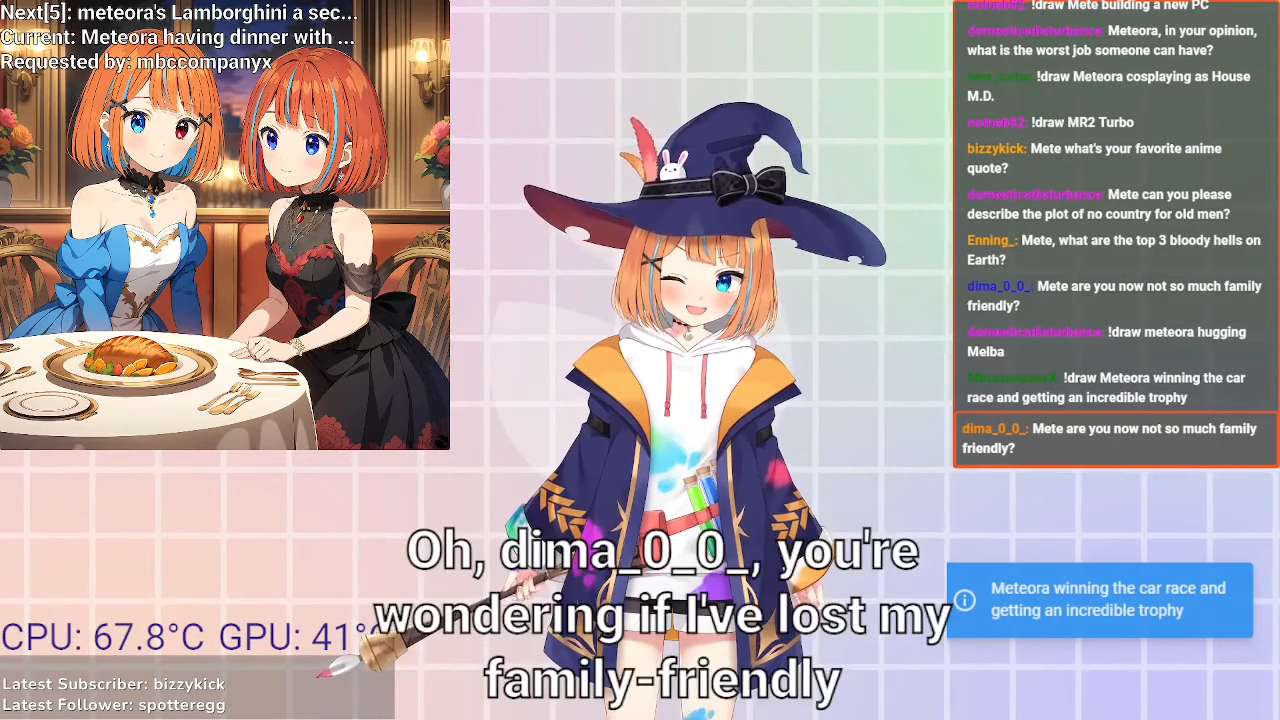 Next[5]: meteora's Lamborghini a sec...
Current: Meteora having dinner with ...
Requested by: mbccompanyx
!draw Mete building a new PC
Meteora, in your opinion,
what is the worst job someone can have?
!draw Meteora cosplaying as House
M.D.
!draw MR2 Turbo
bizzykick: Mete what's your favorite anime
quote?
Mete can you please
describe the plot of no country for old men?
Enning_: Mete, what are the top 3 bloody hells on
Earth?
dima_0_0_: Mete are you now not so much family
friendly?
!draw meteora hugging
Melba
MbccompanyX: !draw Meteora winning the car
race and getting an incredible trophy
dima_0_0_: Mete are you now not so much family
friendly?
Oh, dima_0_0_, you're
wondering if I've lost my
family-friendly
Meteora winning the car race and
getting an incredible trophy
CPU: 67.8°C GPU: 41°C
Latest Subscriber: bizzykick
Latest Follower: spotteregg